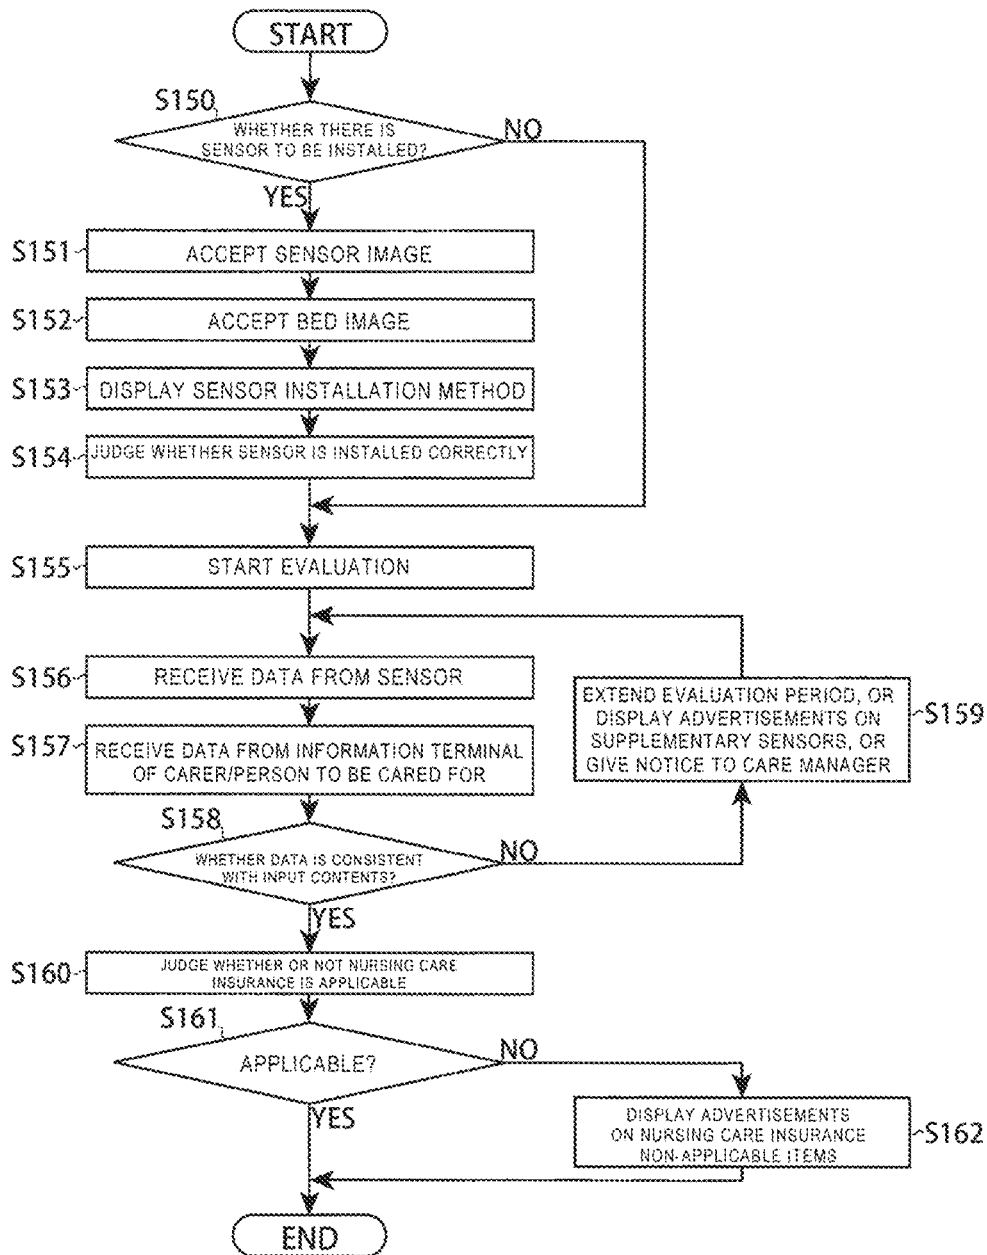 START
S150
WHETHER THERE IS
SENSOR TO BE INSTALLED?
NO
YES
S151
ACCEPT SENSOR IMAGE
S152
ACCEPT BED IMAGE
S153
DISPLAY SENSOR INSTALLATION METHOD
S154
JUDGE WHETHER SENSOR IS INSTALLED CORRECTLY
S155
START EVALUATION
S156
RECEIVE DATA FROM SENSOR
S157
RECEIVE DATA FROM INFORMATION TERMINAL
OF CARER/PERSON TO BE CARED FOR
EXTEND EVALUATION PERIOD, OR
DISPLAY ADVERTISEMENTS ON
SUPPLEMENTARY SENSORS, OR
GIVE NOTICE TO CARE MANAGER
S159
S158
WHETHER DATA IS CONSISTENT
WITH INPUT CONTENTS?
NO
YES
S160
JUDGE WHETHER OR NOT NURSING CARE
INSURANCE IS APPLICABLE
S161
APPLICABLE?
NO
YES
DISPLAY ADVERTISEMENTS
ON NURSING CARE INSURANCE
NON-APPLICABLE ITEMS
S162
END